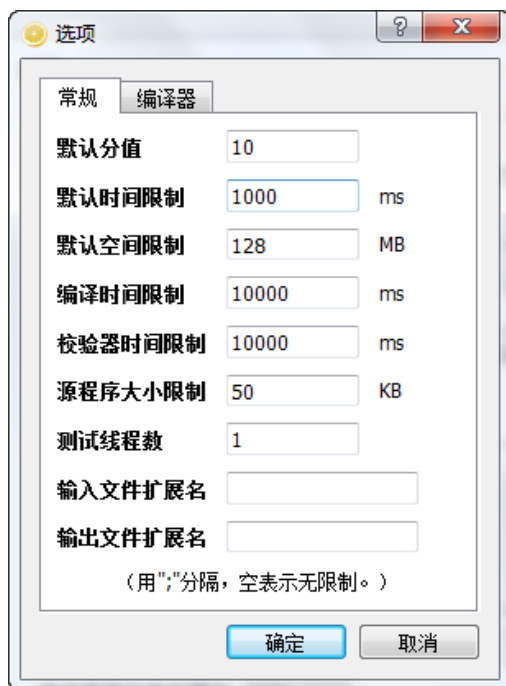 选项
常规 编译器
默认分值 10
默认时间限制 1000 ms
默认空间限制 128 MB
编译时间限制 10000 ms
校验器时间限制 10000 ms
源程序大小限制 50 KB
测试线程数 1
输入文件扩展名
输出文件扩展名
（用";"分隔，空表示无限制。）
确定 取消